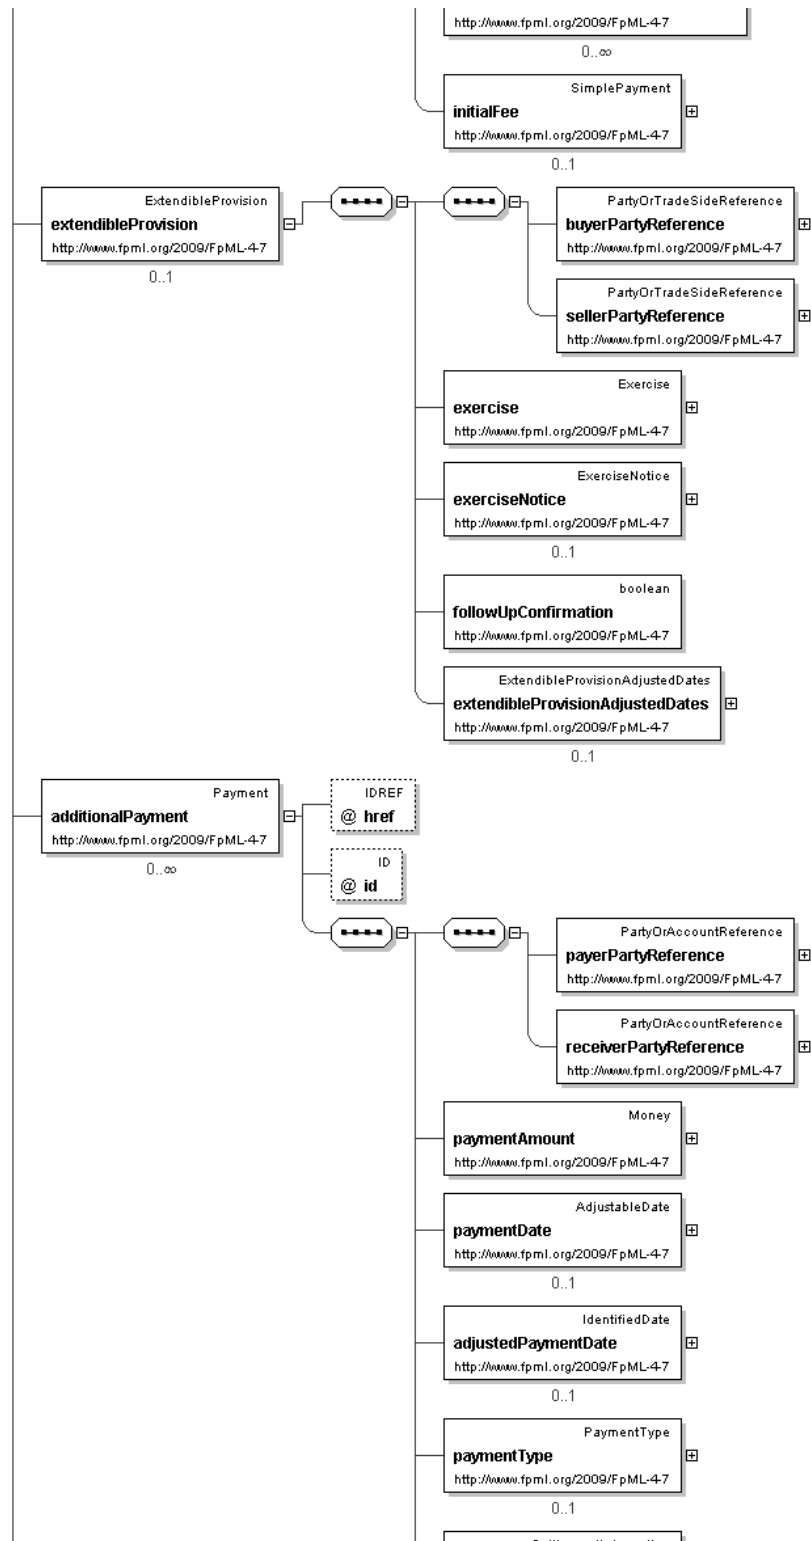 http://www.fpml.org/2009/FpML-4-7
0..∞
SimplePayment
initialFee
http://www.fpml.org/2009/FpML-4-7
0..1
ExtendibleProvision
extendibleProvision
http://www.fpml.org/2009/FpML-4-7
0..1
PartyOrTradeSideReference
buyerPartyReference
http://www.fpml.org/2009/FpML-4-7
PartyOrTradeSideReference
sellerPartyReference
http://www.fpml.org/2009/FpML-4-7
Exercise
exercise
http://www.fpml.org/2009/FpML-4-7
ExerciseNotice
exerciseNotice
http://www.fpml.org/2009/FpML-4-7
0..1
boolean
followUpConfirmation
http://www.fpml.org/2009/FpML-4-7
ExtendibleProvisionAdjustedDates
extendibleProvisionAdjustedDates
http://www.fpml.org/2009/FpML-4-7
0..1
Payment
additionalPayment
http://www.fpml.org/2009/FpML-4-7
0..∞
IDREF
@ href
ID
@ id
PartyOrAccountReference
payerPartyReference
http://www.fpml.org/2009/FpML-4-7
PartyOrAccountReference
receiverPartyReference
http://www.fpml.org/2009/FpML-4-7
Money
paymentAmount
http://www.fpml.org/2009/FpML-4-7
AdjustableDate
paymentDate
http://www.fpml.org/2009/FpML-4-7
0..1
IdentifiedDate
adjustedPaymentDate
http://www.fpml.org/2009/FpML-4-7
0..1
PaymentType
paymentType
http://www.fpml.org/2009/FpML-4-7
0..1